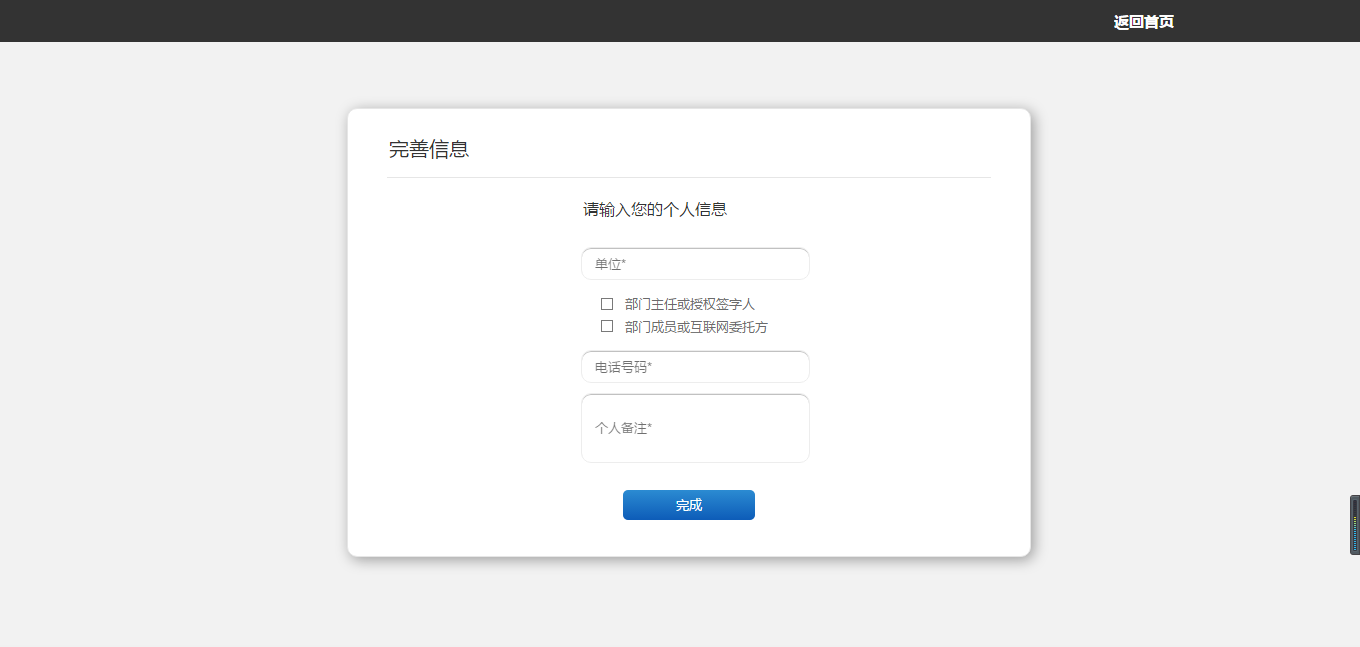 返回首页
完善信息
请输入您的个人信息
单位*
部门主任或授权签字人
部门成员或互联网委托方
电话号码*
个人备注*
完成